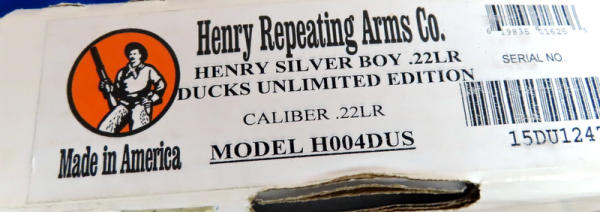 Henry Repeating Arms Co.
HENRY SILVER BOY .22LR
DUCKS UNLIMITED EDITION
CALIBER .22LR
MODEL H004DUS
Made in America
SERIAL NO.
15DU1247